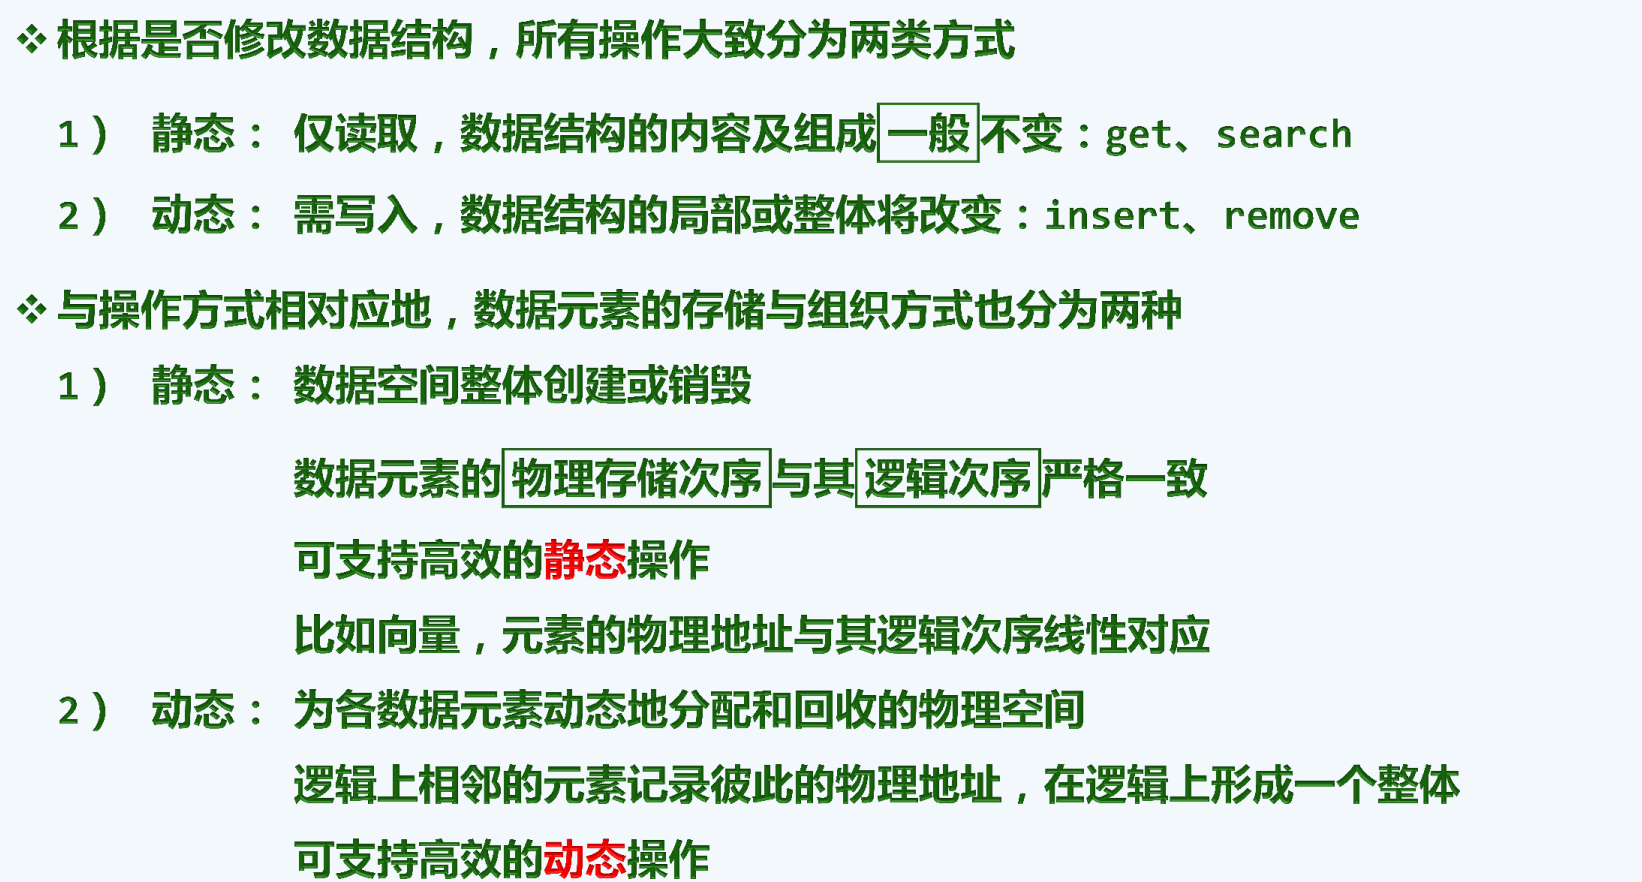 ❖ 根据是否修改数据结构，所有操作大致分为两类方式
1） 静态： 仅读取，数据结构的内容及组成一般不变：get、search
2） 动态： 需写入，数据结构的局部或整体将改变：insert、remove
❖ 与操作方式相对应地，数据元素的存储与组织方式也分为两种
1） 静态： 数据空间整体创建或销毁
数据元素的物理存储次序与其逻辑次序严格一致
可支持高效的静态操作
比如向量，元素的物理地址与其逻辑次序线性对应
2） 动态： 为各数据元素动态地分配和回收的物理空间
逻辑上相邻的元素记录彼此的物理地址，在逻辑上形成一个整体
可支持高效的动态操作